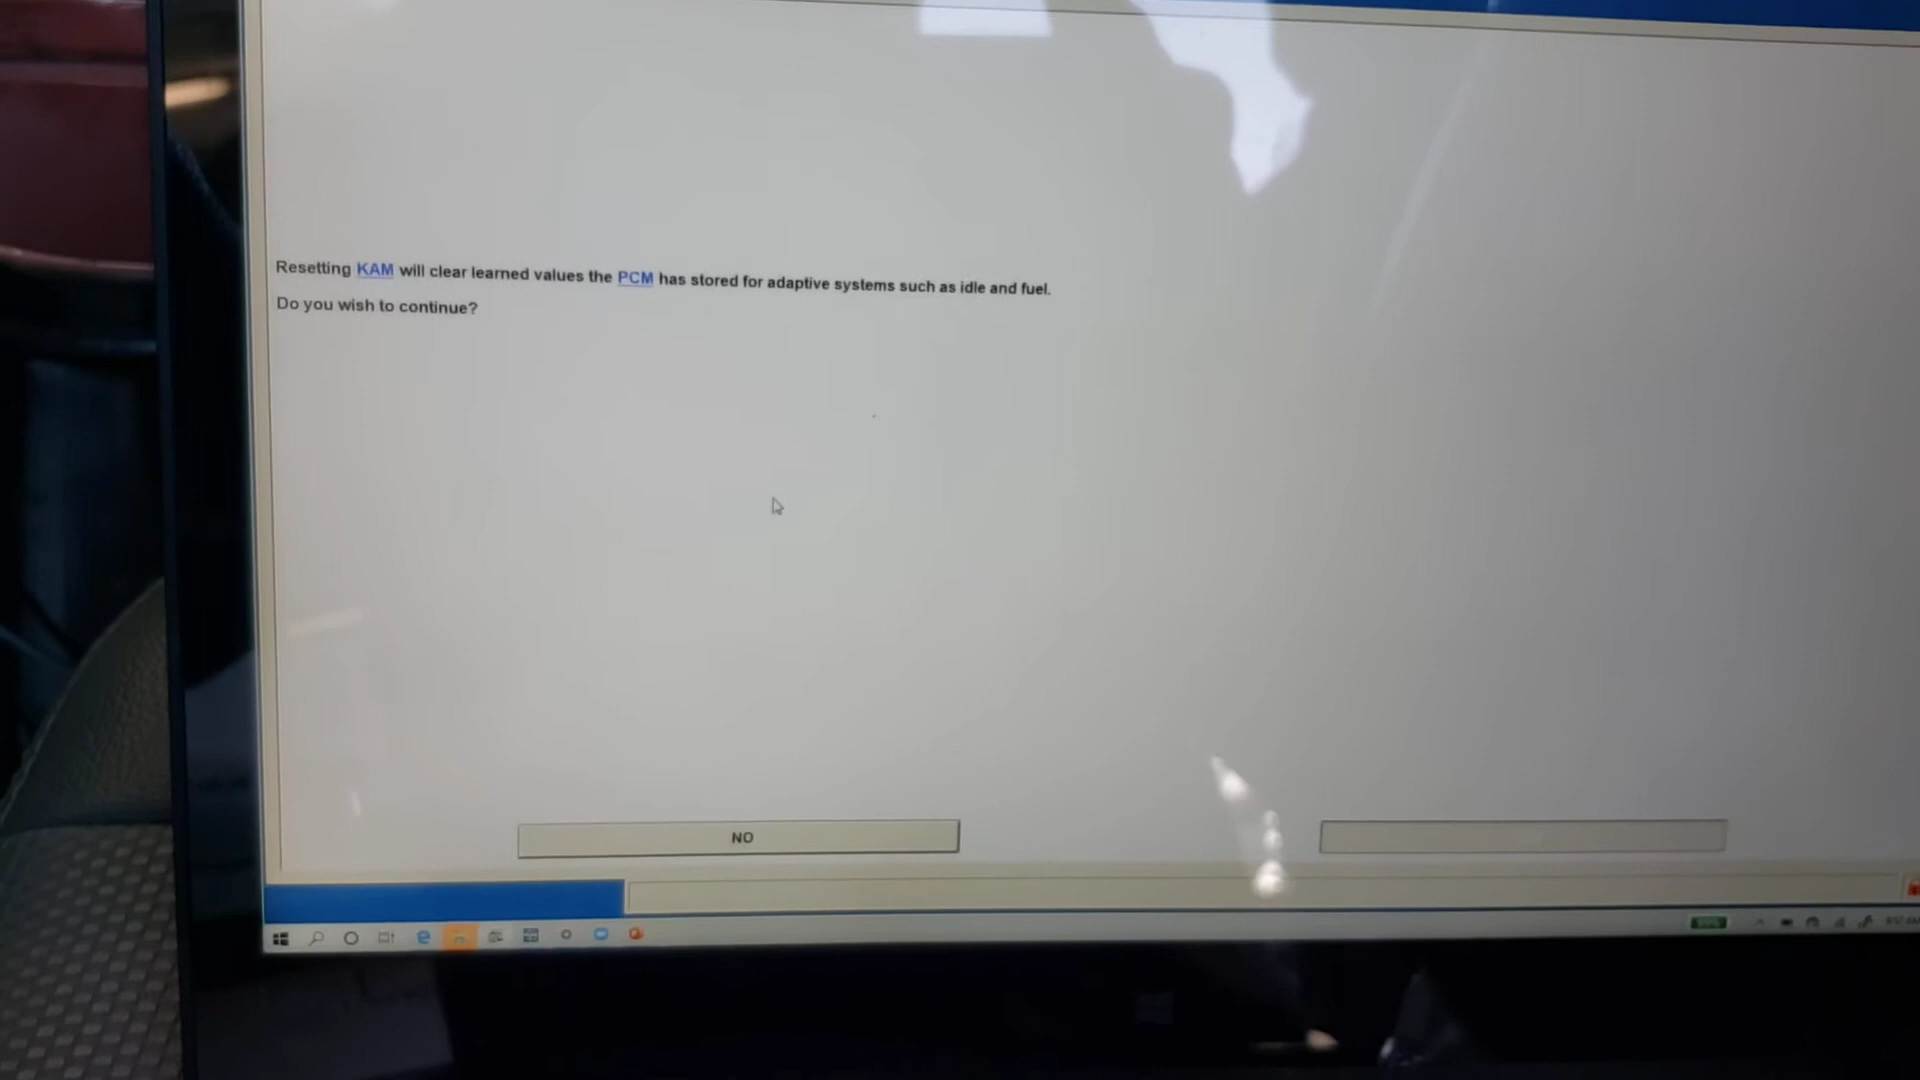 Resetting KAM will clear learned values the PCM has stored for adaptive systems such as idle and fuel.
Do you wish to continue?
NO